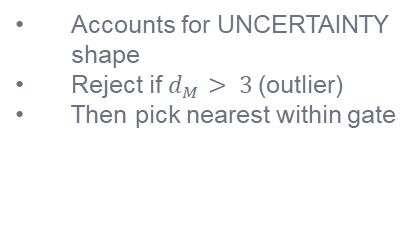 • Accounts for UNCERTAINTY
shape
• Reject if d_M > 3 (outlier)
• Then pick nearest within gate